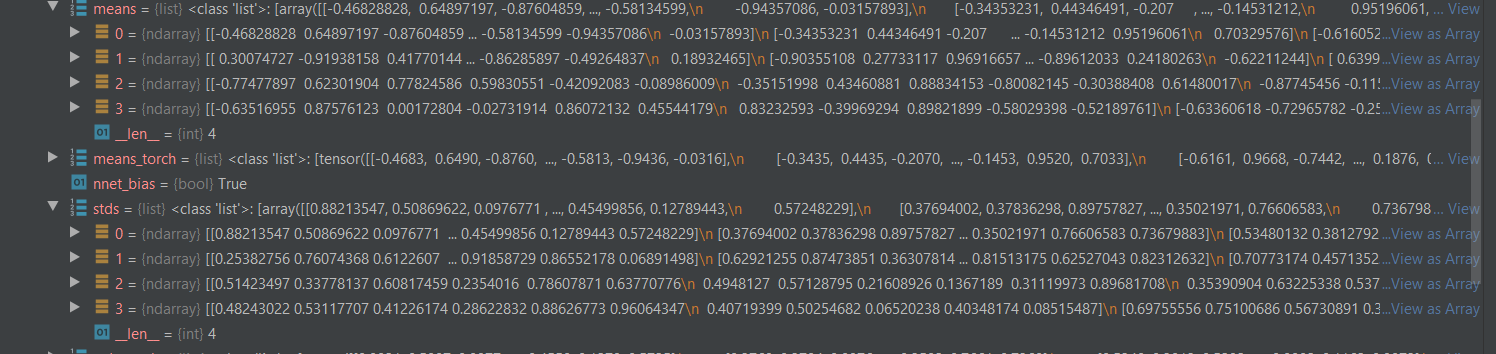 means = {list} <class 'list'>: [array([[-0.46828828, 0.64897197, -0.87604859, ..., -0.58134599,\n -0.94357086, -0.03157893],\n [-0.34353231, 0.44346491, -0.207 , ..., -0.14531212,\n 0.95196061, ... View
0 = {ndarray} [[-0.46828828 0.64897197 -0.87604859 ... -0.58134599 -0.94357086\n -0.03157893]\n [-0.34353231 0.44346491 -0.207 ... -0.14531212 0.95196061\n 0.70329576]\n [-0.616052 ...View as Array
1 = {ndarray} [[ 0.30074727 -0.91938158 0.41770144 ... -0.86285897 -0.49264837\n 0.18932465]\n [-0.90355108 0.27733117 0.96916657 ... -0.89612033 0.24180263\n -0.62211244]\n [ 0.6399 ...View as Array
2 = {ndarray} [[-0.77477897 0.62301904 0.77824586 0.59830551 -0.42092083 -0.08986009\n -0.35151998 0.43460881 0.88834153 -0.80082145 -0.30388408 0.61480017\n -0.87745456 -0.115 ...View as Array
3 = {ndarray} [[-0.63516955 0.87576123 0.00172804 -0.02731914 0.86072132 0.45544179\n 0.83232593 -0.39969294 0.89821899 -0.58029398 -0.52189761]\n [-0.63360618 -0.72965782 -0.25 ...View as Array
__len__ = {int} 4
means_torch = {list} <class 'list'>: [tensor([[-0.4683, 0.6490, -0.8760, ..., -0.5813, -0.9436, -0.0316],\n [-0.3435, 0.4435, -0.2070, ..., -0.1453, 0.9520, 0.7033],\n [-0.6161, 0.9668, -0.7442, ..., 0.1876, ... View
nnet_bias = {bool} True
stds = {list} <class 'list'>: [array([[0.88213547, 0.50869622, 0.0976771 , ..., 0.45499856, 0.12789443,\n 0.57248229],\n [0.37694002, 0.37836298, 0.89757827, ..., 0.35021971, 0.76606583,\n 0.736798 ... View
0 = {ndarray} [[0.88213547 0.50869622 0.0976771 ... 0.45499856 0.12789443 0.57248229]\n [0.37694002 0.37836298 0.89757827 ... 0.35021971 0.76606583 0.73679883]\n [0.53480132 0.3812792 ...View as Array
1 = {ndarray} [[0.25382756 0.76074368 0.6122607 ... 0.91858729 0.86552178 0.06891498]\n [0.62921255 0.87473851 0.36307814 ... 0.81513175 0.62527043 0.82312632]\n [0.70773174 0.4571352 ...View as Array
2 = {ndarray} [[0.51423497 0.33778137 0.60817459 0.2354016 0.78607871 0.63770776\n 0.4948127 0.57128795 0.21608926 0.1367189 0.31119973 0.89681708\n 0.35390904 0.63225338 0.537 ...View as Array
3 = {ndarray} [[0.48243022 0.53117707 0.41226174 0.28622832 0.88626773 0.96064347\n 0.40719399 0.50254682 0.06520238 0.40348174 0.08515487]\n [0.69755556 0.75100686 0.56730891 0.3 ...View as Array
__len__ = {int} 4